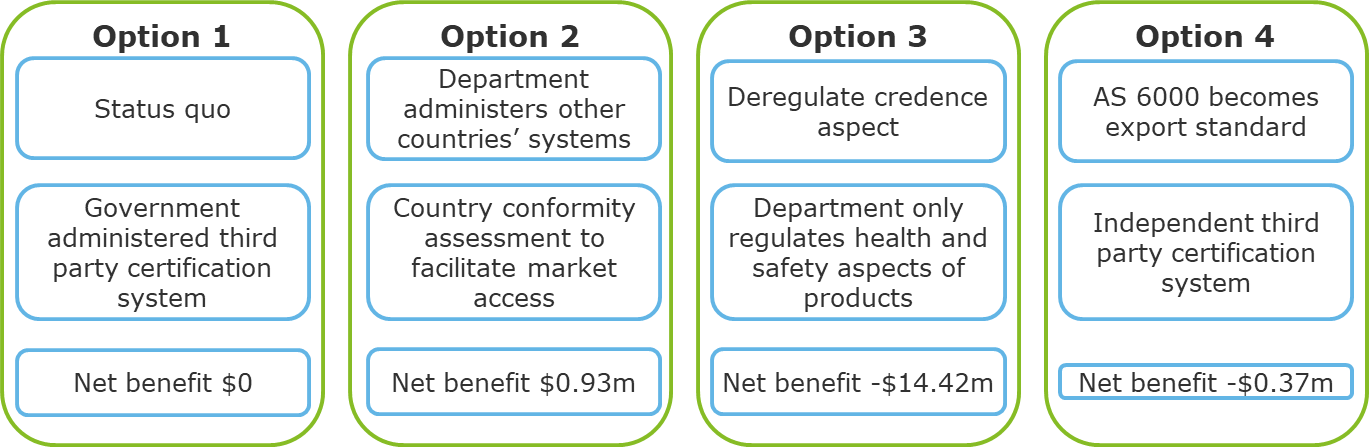 Option 1
Status quo
Government
administered third
party certification
system
Net benefit $0
Option 2
Department
administers other
countries’ systems
Country conformity
assessment to
facilitate market
access
Net benefit $0.93m
Option 3
Deregulate credence
aspect
Department only
regulates health and
safety aspects of
products
Net benefit -$14.42m
Option 4
AS 6000 becomes
export standard
Independent third
party certification
system
Net benefit -$0.37m